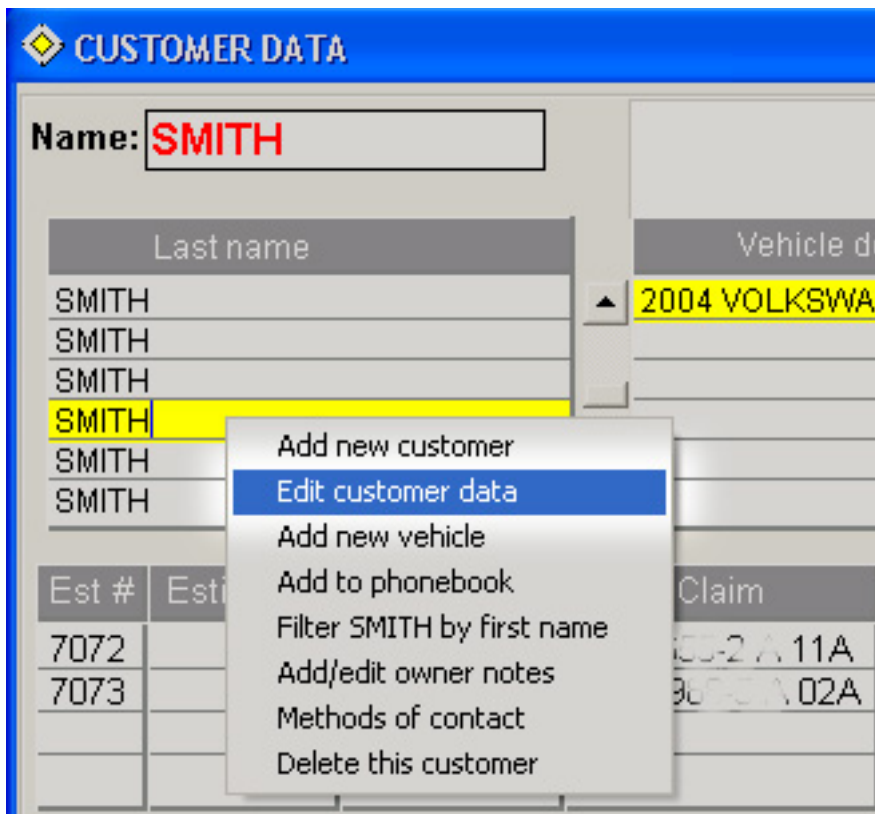 CUSTOMER DATA
Name: SMITH
Last name
Vehicle d
SMITH
2004 VOLKSWA
SMITH
SMITH
SMITH
SMITH
SMITH
Add new customer
Edit customer data
Add new vehicle
Add to phonebook
Filter SMITH by first name
Add/edit owner notes
Methods of contact
Delete this customer
Est # Esti Claim
7072 11A
7073 02A